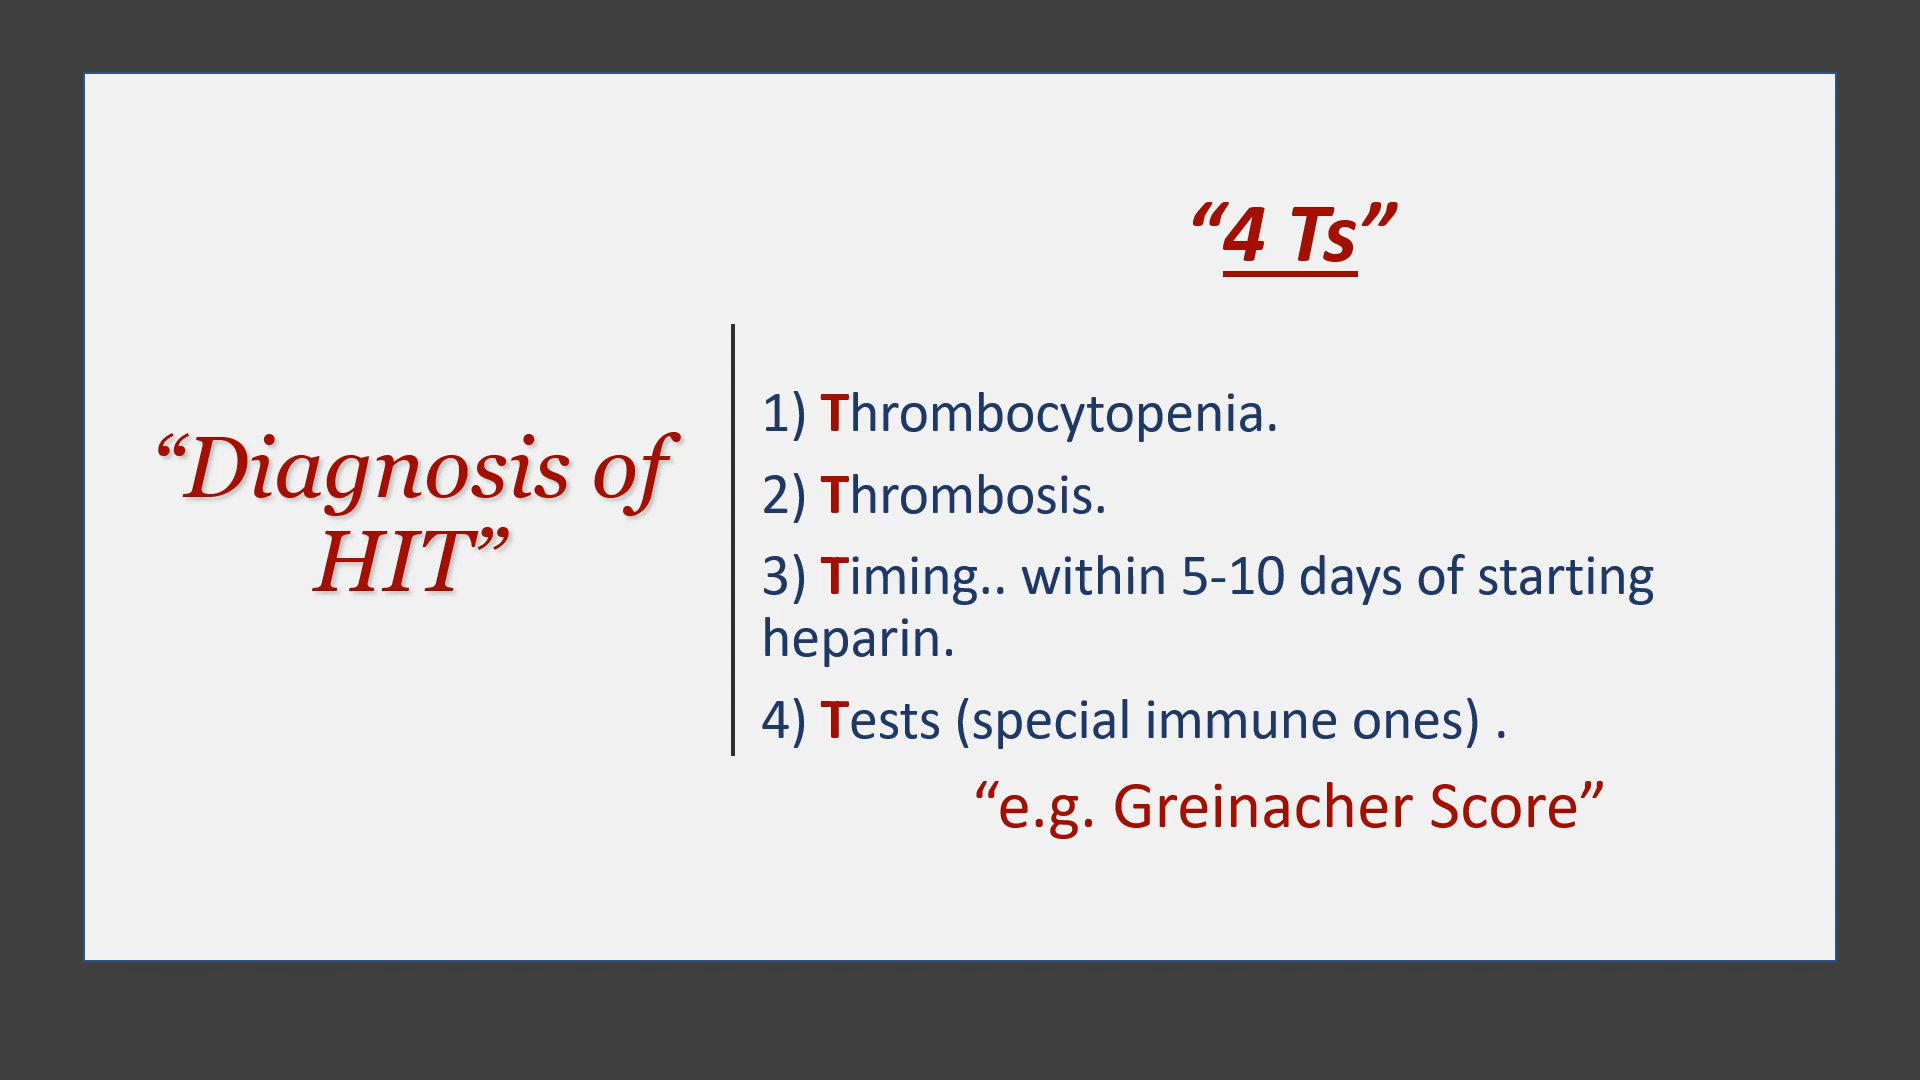 “Diagnosis of
HIT”
“4 Ts”
1) Thrombocytopenia.
2) Thrombosis.
3) Timing.. within 5-10 days of starting
heparin.
4) Tests (special immune ones) .
“e.g. Greinacher Score”